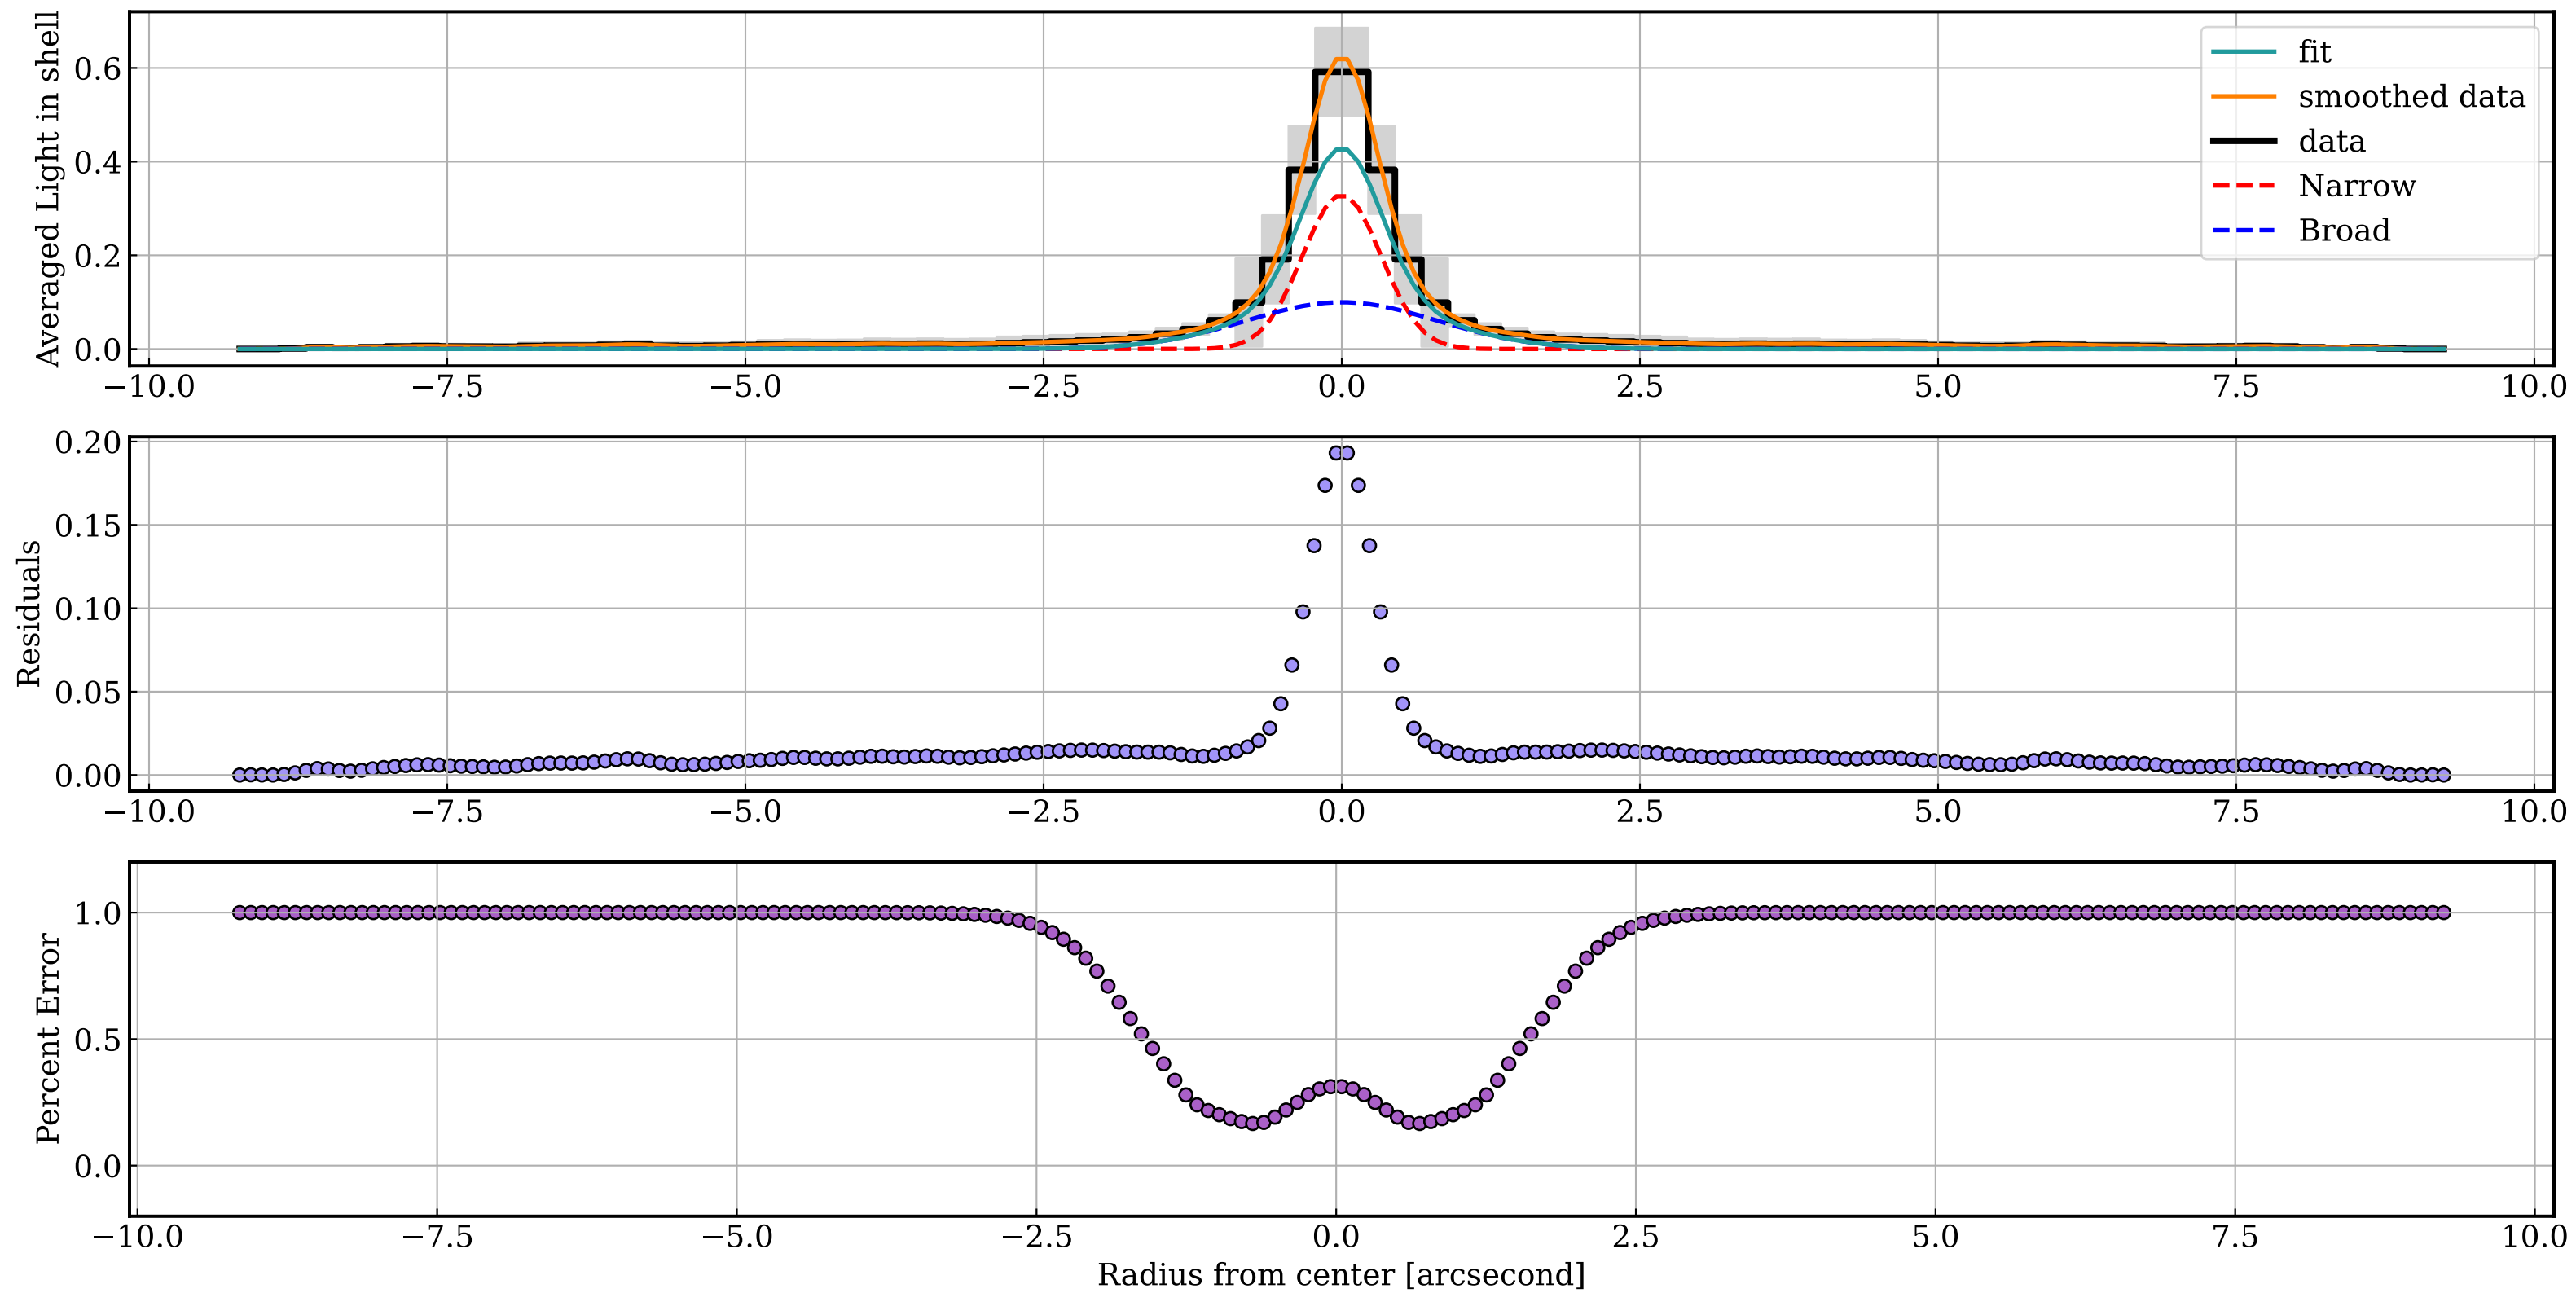 Averaged Light in shell
0.6
0.4
0.2
0.0
−10.0 −7.5 −5.0 −2.5 0.0 2.5 5.0 7.5 10.0
fit
smoothed data
data
Narrow
Broad
Residuals
0.20
0.15
0.10
0.05
0.00
−10.0 −7.5 −5.0 −2.5 0.0 2.5 5.0 7.5 10.0
Percent Error
1.0
0.5
0.0
−10.0 −7.5 −5.0 −2.5 0.0 2.5 5.0 7.5 10.0
Radius from center [arcsecond]